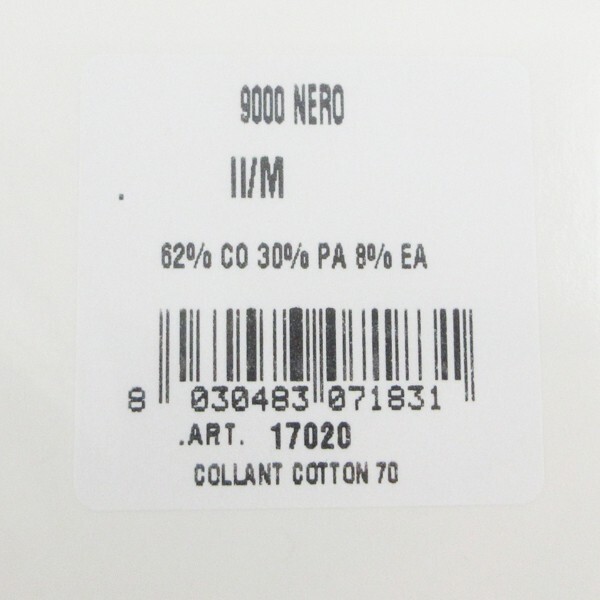 9000 NERO
II/M
62% CO 30% PA 8% EA
8 030483 071831
.ART. 17020
COLLANT COTTON 70